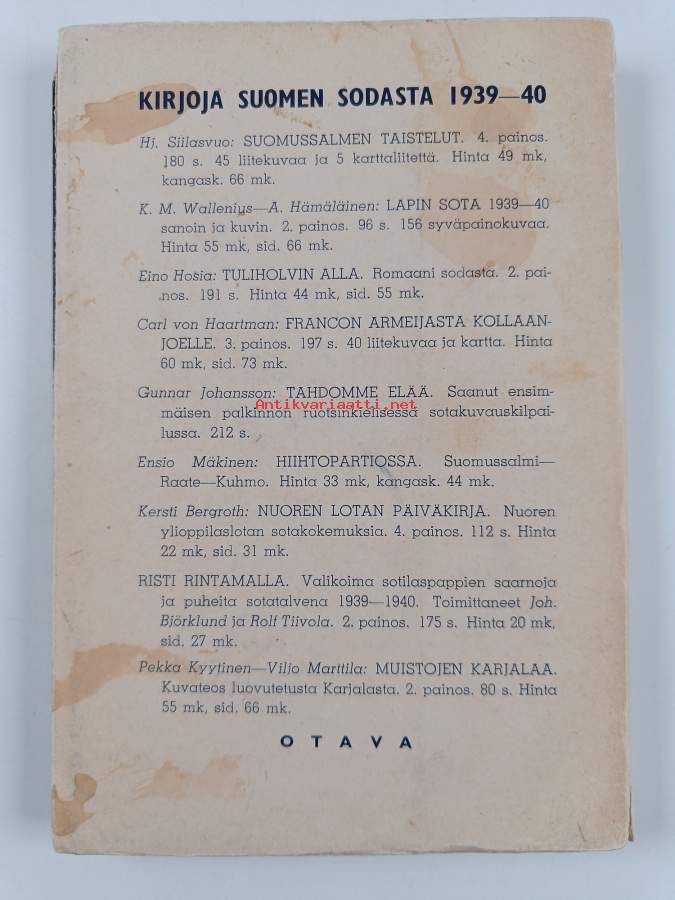 KIRJOJA SUOMEN SODASTA 1939—40
Hj. Siilasvuo: SUOMUSSALMEN TAISTELUT. 4. painos.
180 s. 45 liitekuvaa ja 5 karttaliitettä. Hinta 49 mk,
kangask. 66 mk.
K. M. Wallenius—A. Hämäläinen: LAPIN SOTA 1939—40
sanoin ja kuvin. 2. painos. 96 s. 156 syväpainokuvaa.
Hinta 55 mk, sid. 66 mk.
Eino Hosia: TULIHOLVIN ALLA. Romaani sodasta. 2. pai-
nos. 191 s. Hinta 44 mk, sid. 55 mk.
Carl von Haartman: FRANCON ARMEIJASTA KOLLAAN-
JOELLE. 3. painos. 197 s. 40 liitekuvaa ja kartta. Hinta
60 mk, sid. 73 mk.
Gunnar Johansson: TAHDOMME ELÄÄ. Saanut ensim-
mäisen palkinnon ruotsinkielisessä sotakuvauskilpai-
Antikvariaatti.net
lussa. 212 s.
Ensio Mäkinen: HIIHTOPARTIOSSA. Suomussalmi—
Raate—Kuhmo. Hinta 33 mk, kangask. 44 mk.
Kersti Bergroth: NUOREN LOTAN PÄIVÄKIRJA. Nuoren
ylioppilaslotan sotakokemuksia. 4. painos. 112 s. Hinta
22 mk, sid. 31 mk.
RISTI RINTAMALLA. Valikoima sotilaspappien saarnoja
ja puheita sotatalvena 1939—1940. Toimittaneet Joh.
Björklund ja Rolf Tiivola. 2. painos. 175 s. Hinta 20 mk,
sid. 27 mk.
Pekka Kyytinen—Viljo Marttila: MUISTOJEN KARJALAA.
Kuvateos luovutetusta Karjalasta. 2. painos. 80 s. Hinta
55 mk, sid. 66 mk.
OTAVA